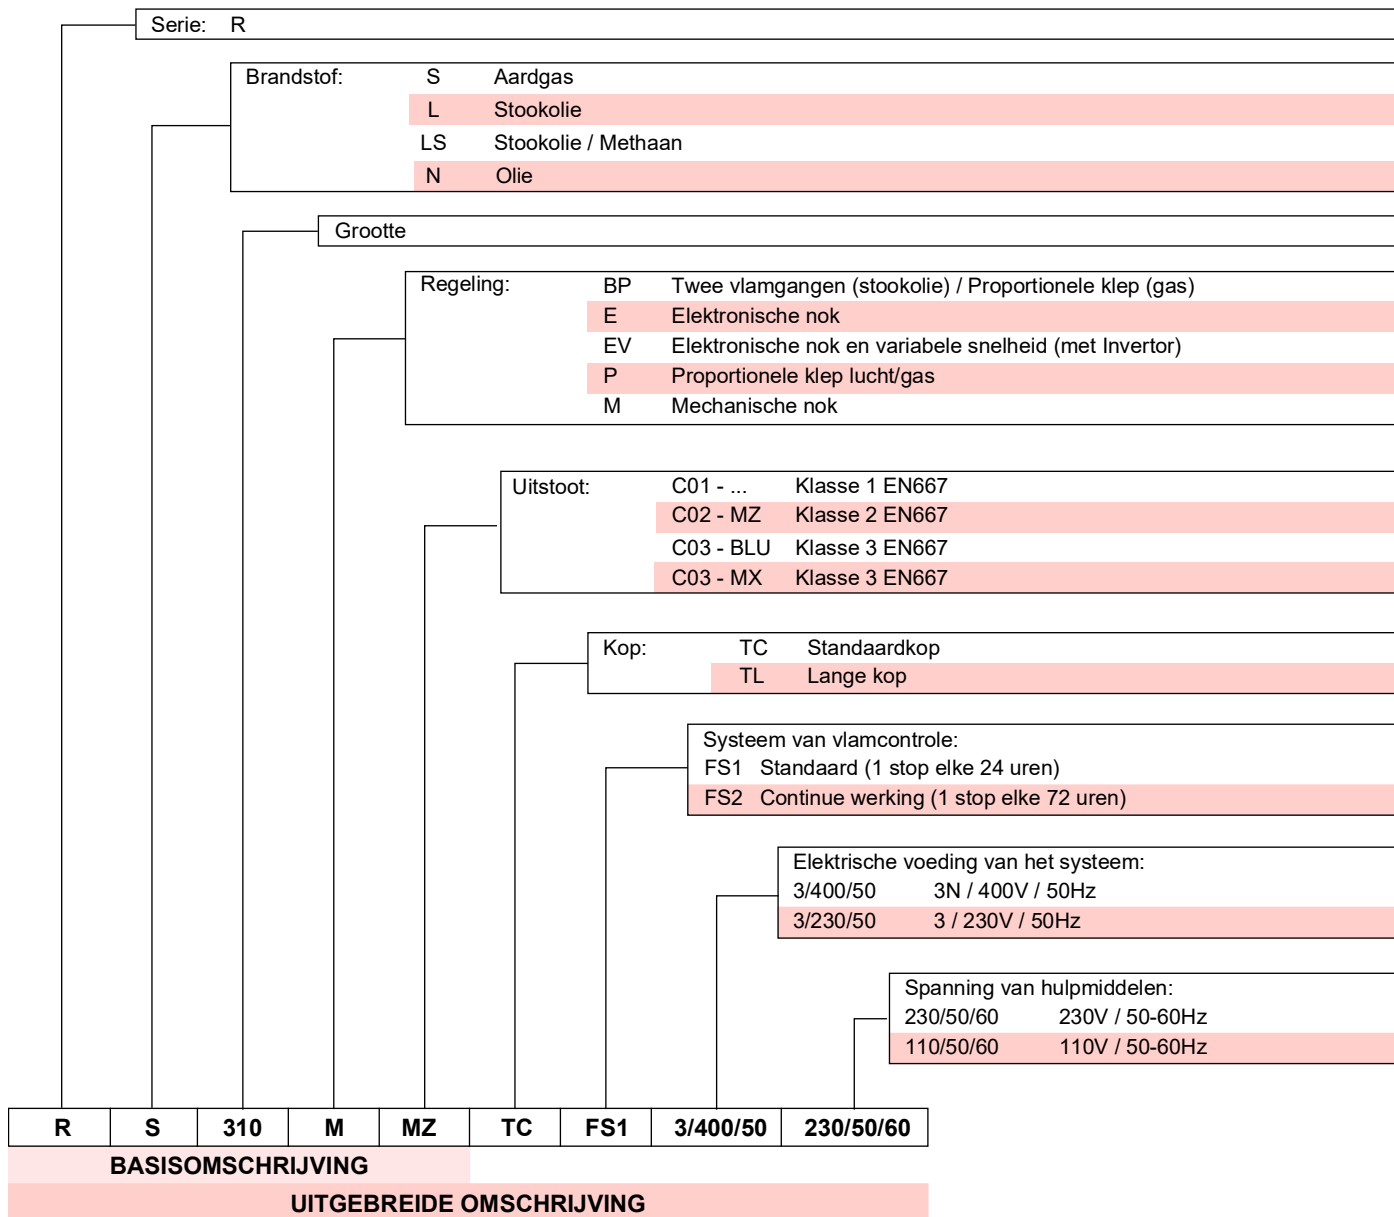 Serie: R
Brandstof: S Aardgas
L Stookolie
LS Stookolie / Methaan
N Olie
Grootte
Regeling: BP Twee vlamgangen (stookolie) / Proportionele klep (gas)
E Elektronische nok
EV Elektronische nok en variabele snelheid (met Invertor)
P Proportionele klep lucht/gas
M Mechanische nok
Uitstoot: C01 - ... Klasse 1 EN667
C02 - MZ Klasse 2 EN667
C03 - BLU Klasse 3 EN667
C03 - MX Klasse 3 EN667
Kop: TC Standaardkop
TL Lange kop
Systeem van vlamcontrole:
FS1 Standaard (1 stop elke 24 uren)
FS2 Continue werking (1 stop elke 72 uren)
Elektrische voeding van het systeem:
3/400/50 3N / 400V / 50Hz
3/230/50 3 / 230V / 50Hz
Spanning van hulpmiddelen:
230/50/60 230V / 50-60Hz
110/50/60 110V / 50-60Hz
R S 310 M MZ TC FS1 3/400/50 230/50/60
BASISOMSCHRIJVING
UITGEBREIDE OMSCHRIJVING